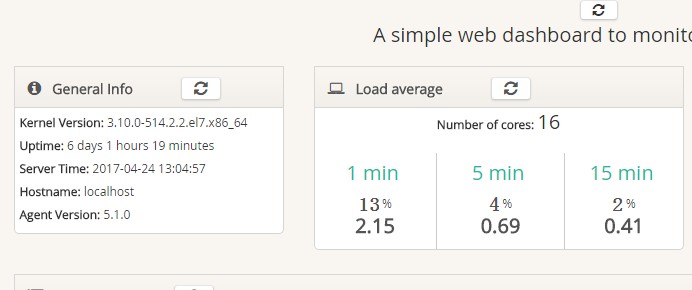 A simple web dashboard to monito
General Info
Kernel Version: 3.10.0-514.2.2.el7.x86_64
Uptime: 6 days 1 hours 19 minutes
Server Time: 2017-04-24 13:04:57
Hostname: localhost
Agent Version: 5.1.0
Load average
Number of cores: 16
1 min 5 min 15 min
13% 4% 2%
2.15 0.69 0.41